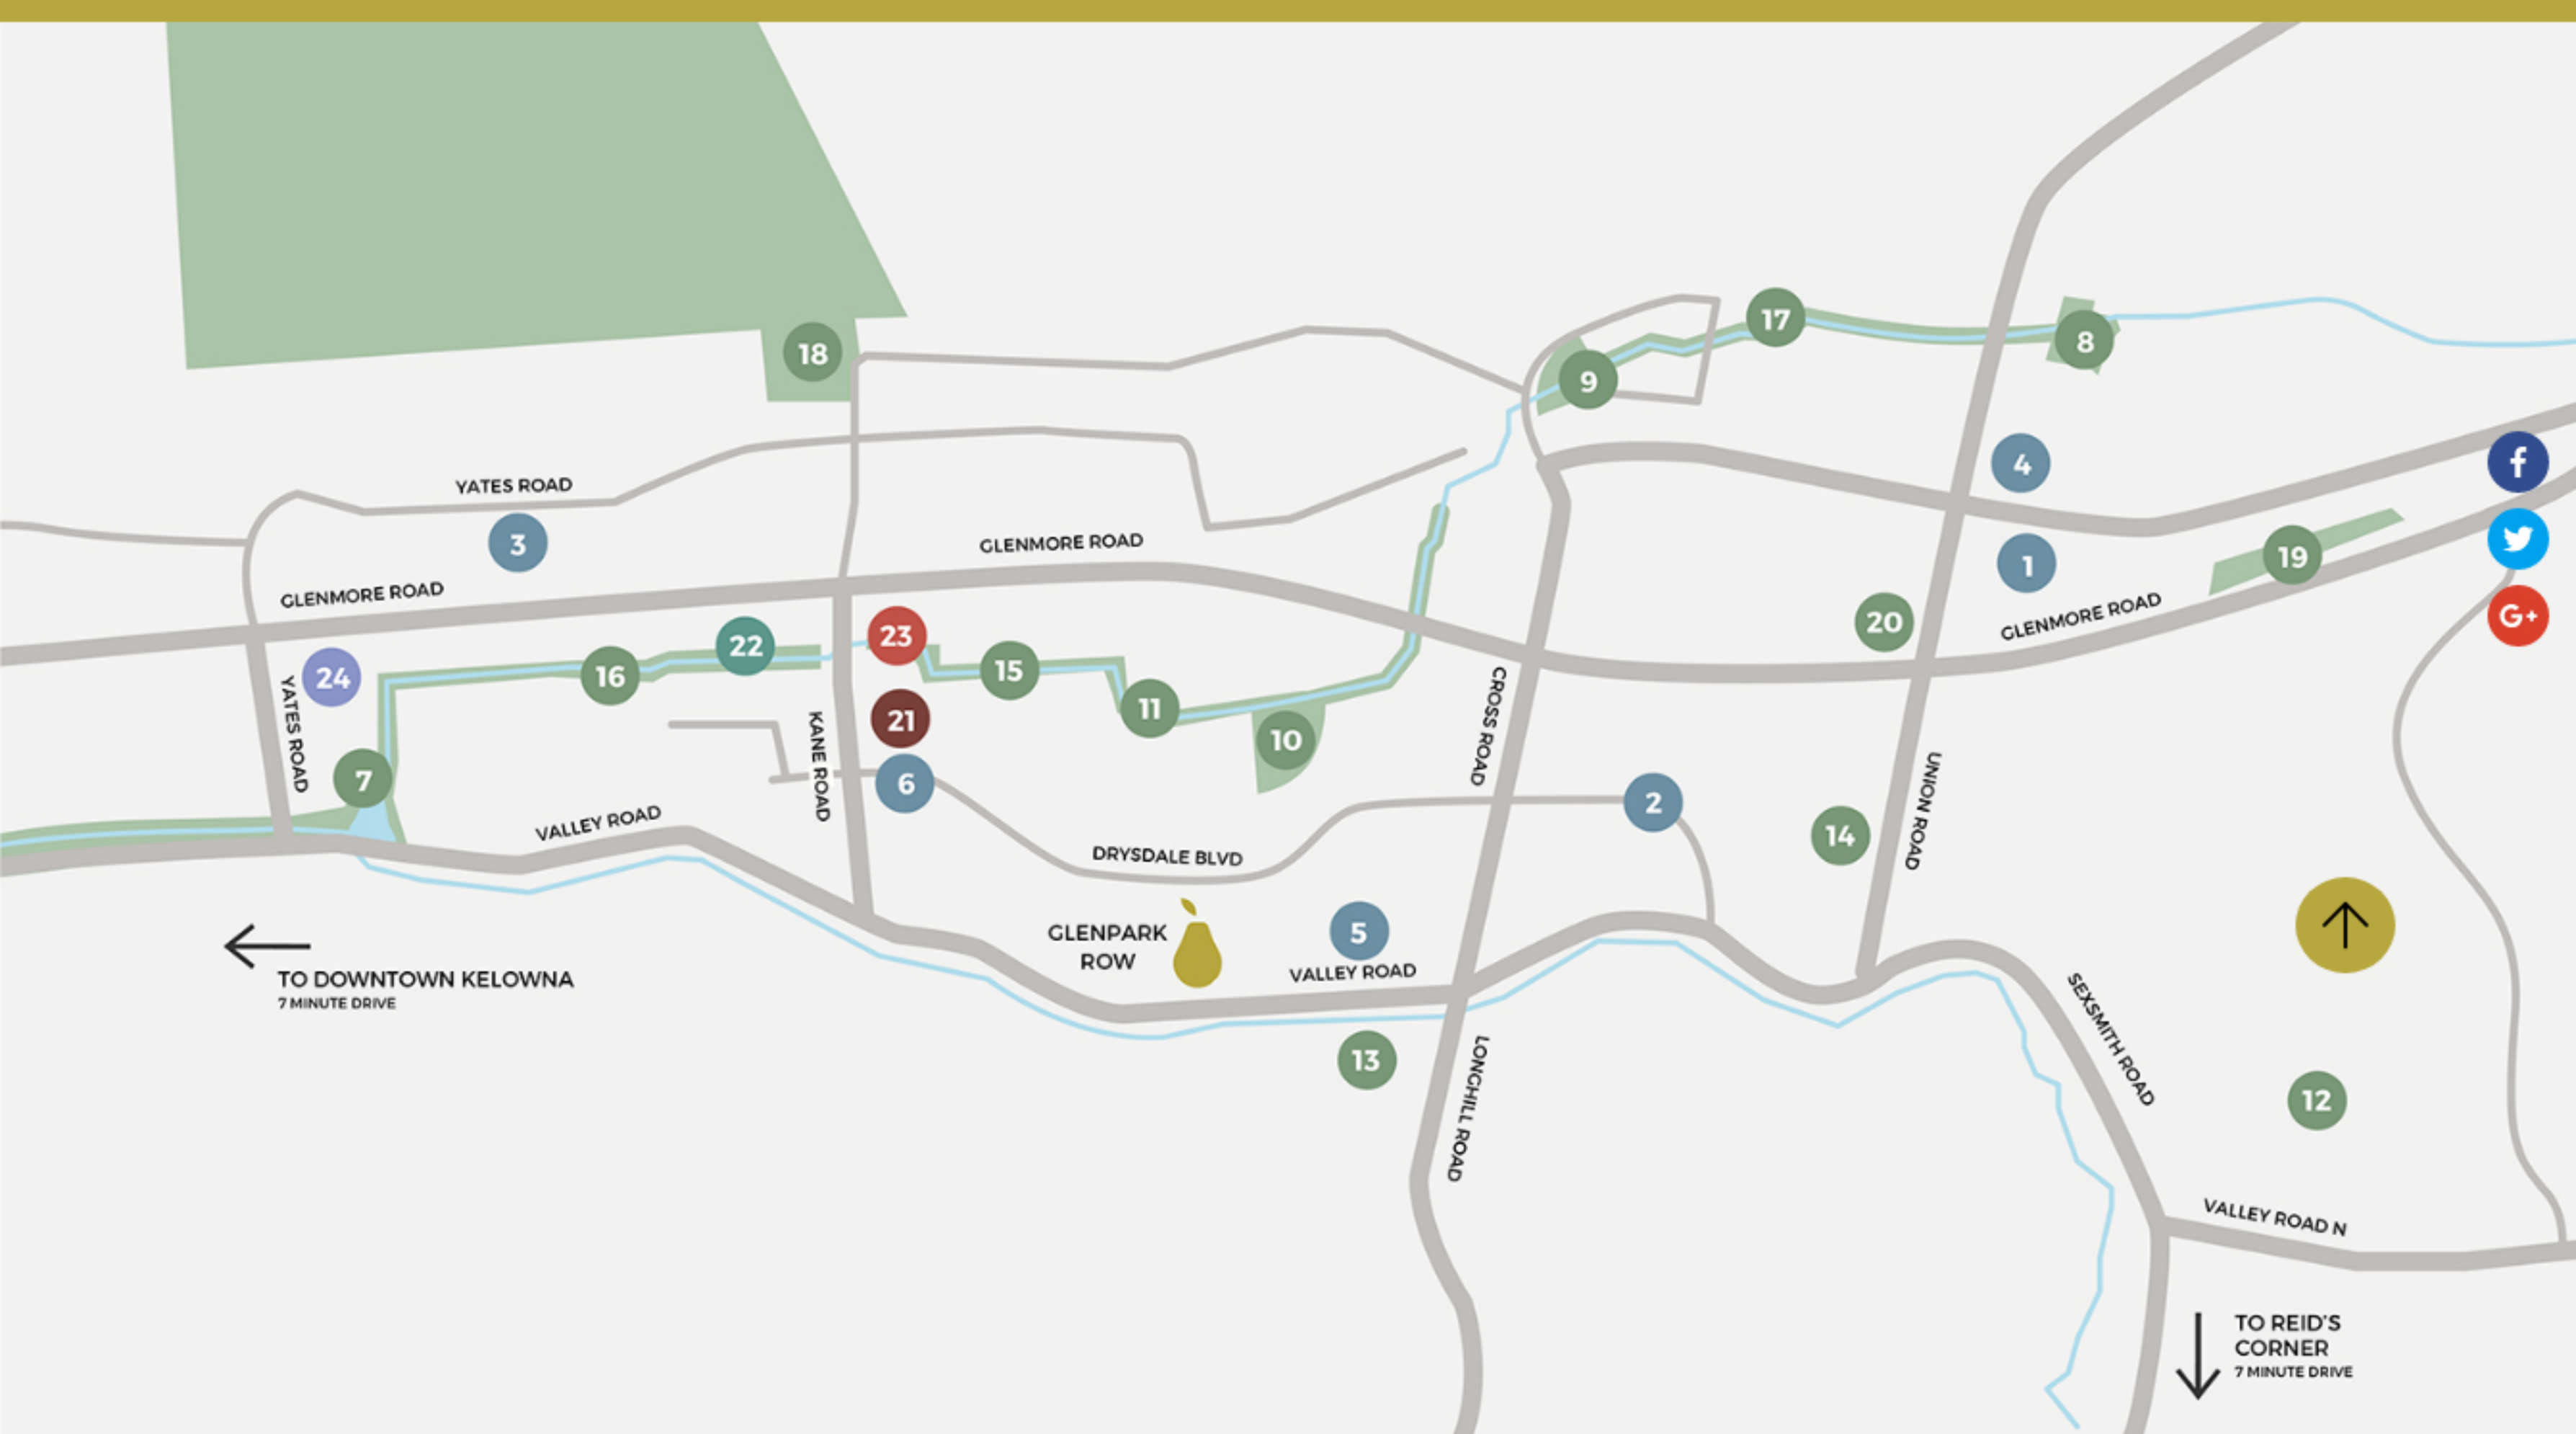 17
18
8
9
4
f
YATES ROAD
3
GLENMORE ROAD
19
1
GLENMORE ROAD
G+
20
GLENMORE ROAD
23
22
15
16
24
11
21
10
YATES ROAD
KANE ROAD
CROSS ROAD
7
6
2
UNION ROAD
VALLEY ROAD
14
DRYSDALE BLVD
5
GLENPARK
ROW
VALLEY ROAD
TO DOWNTOWN KELOWNA
7 MINUTE DRIVE
SEXSMITH ROAD
13
LONGHILL ROAD
12
VALLEY ROAD N
TO REID'S
CORNER
7 MINUTE DRIVE